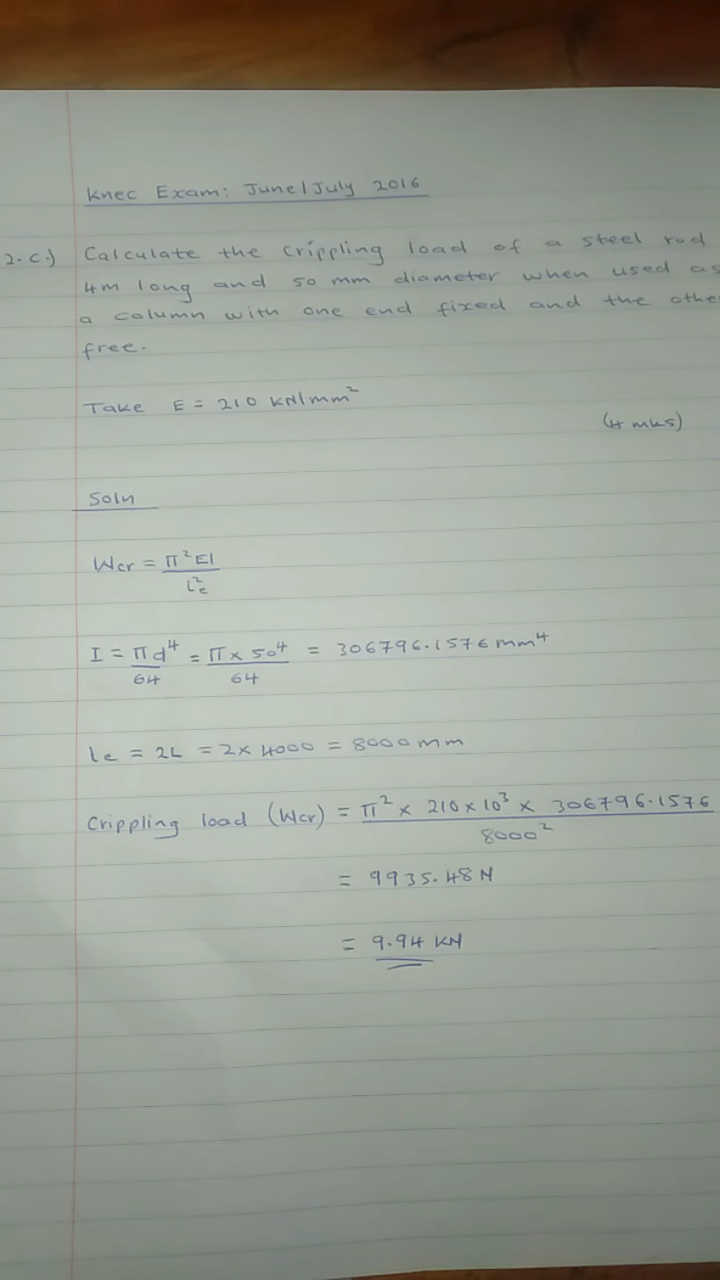 Knec Exam: June/July 2016
2.c.) Calculate the crippling load of a steel rod
4m long and 50 mm diameter when used as
a column with one end fixed and the othe
free.
Take E = 210 kN/mm²
(4 mks)
Soln
Wcr = π²EI / le²
I = πd⁴/64 = π x 50⁴/64 = 306796.1576 mm⁴
le = 2L = 2 x 4000 = 8000 mm
Crippling load (Wcr) = π² x 210 x 10³ x 306796.1576 / 8000²
= 9935.48 N
= 9.94 KN